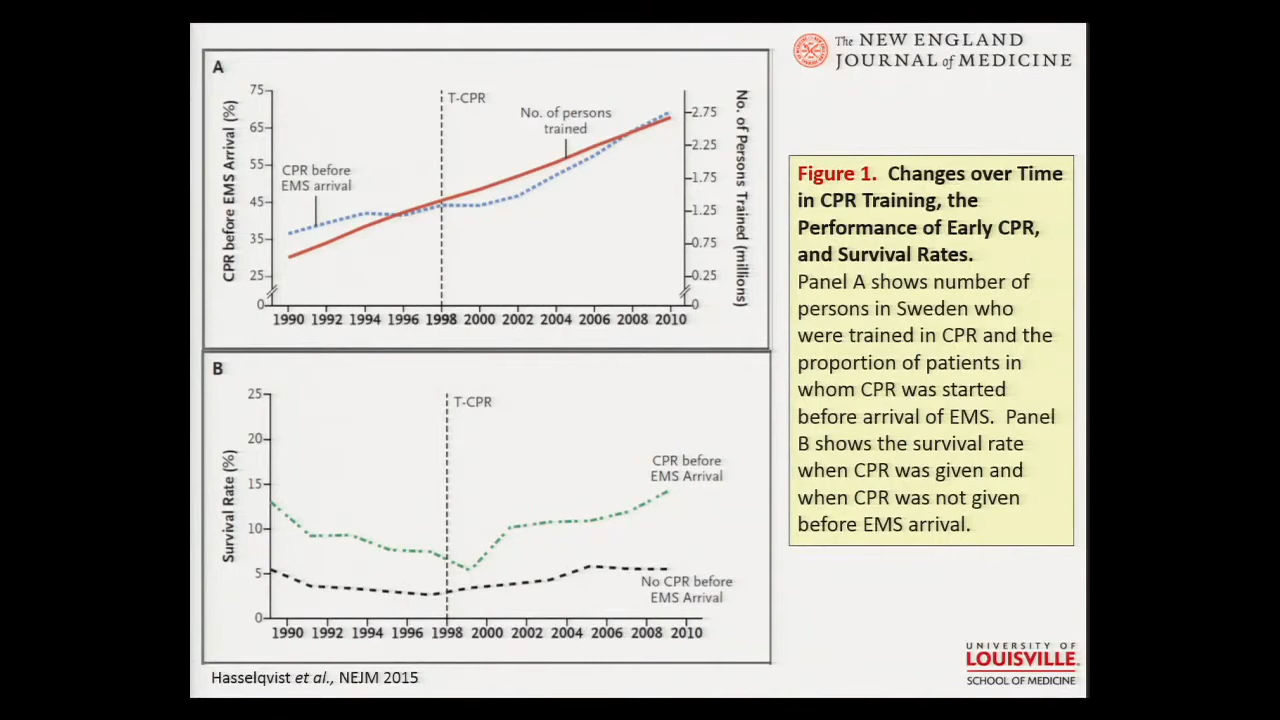 The NEW ENGLAND
JOURNAL of MEDICINE
A
CPR before EMS Arrival (%)
75
65
55
45
35
25
0
T-CPR
No. of persons
trained
CPR before
EMS arrival
No. of Persons Trained (millions)
2.75
2.25
1.75
1.25
0.75
0.25
0
1990 1992 1994 1996 1998 2000 2002 2004 2006 2008 2010
B
Survival Rate (%)
25
20
15
10
5
0
T-CPR
CPR before
EMS Arrival
No CPR before
EMS Arrival
1990 1992 1994 1996 1998 2000 2002 2004 2006 2008 2010
Hasselqvist et al., NEJM 2015
Figure 1. Changes over Time
in CPR Training, the
Performance of Early CPR,
and Survival Rates.
Panel A shows number of
persons in Sweden who
were trained in CPR and the
proportion of patients in
whom CPR was started
before arrival of EMS. Panel
B shows the survival rate
when CPR was given and
when CPR was not given
before EMS arrival.
UNIVERSITY OF
LOUISVILLE
SCHOOL OF MEDICINE